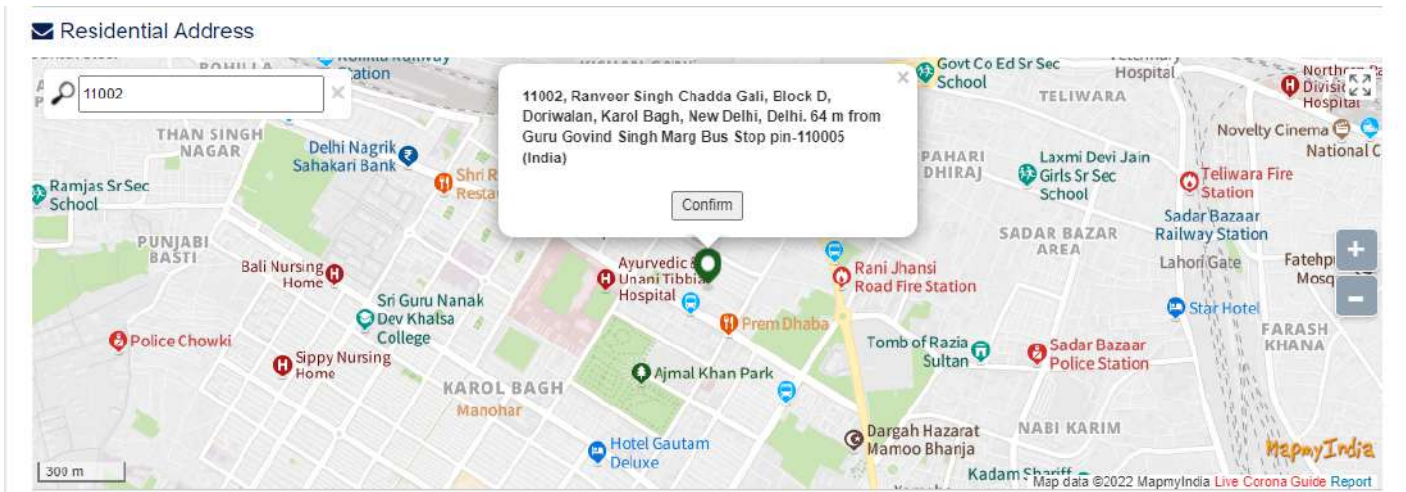 Residential Address
11002
11002, Ranveer Singh Chadda Gali, Block D,
Doriwalan, Karol Bagh, New Delhi, Delhi. 64 m from
Guru Govind Singh Marg Bus Stop pin-110005
(India)
Confirm
Govt Co Ed Sr Sec
School
Hospital
TELIWARA
Hospital
Novelty Cinema
National C
THAN SINGH
NAGAR
Delhi Nagrik
Sahakari Bank
Shri R
Resta
Ramjas Sr Sec
School
PAHARI
DHIRAJ
Laxmi Devi Jain
Girls Sr Sec
School
Teliwara Fire
Station
Sadar Bazaar
Railway Station
SADAR BAZAR
AREA
Lahori Gate
Fatehp
Mosq
PUNJABI
BASTI
Bali Nursing
Home
Ayurvedic &
Unani Tibbia
Hospital
Rani Jhansi
Road Fire Station
Sri Guru Nanak
Dev Khalsa
College
Star Hotel
FARASH
KHANA
Prem Dhaba
Police Chowki
Sippy Nursing
Home
Tomb of Razia
Sultan
Sadar Bazaar
Police Station
Ajmal Khan Park
KAROL BAGH
Manohar
Hotel Gautam
Deluxe
Dargah Hazarat
Mamoo Bhanja
NABI KARIM
MapmyIndia
300 m
Kadam Shariff
Map data ©2022 MapmyIndia Live Corona Guide Report